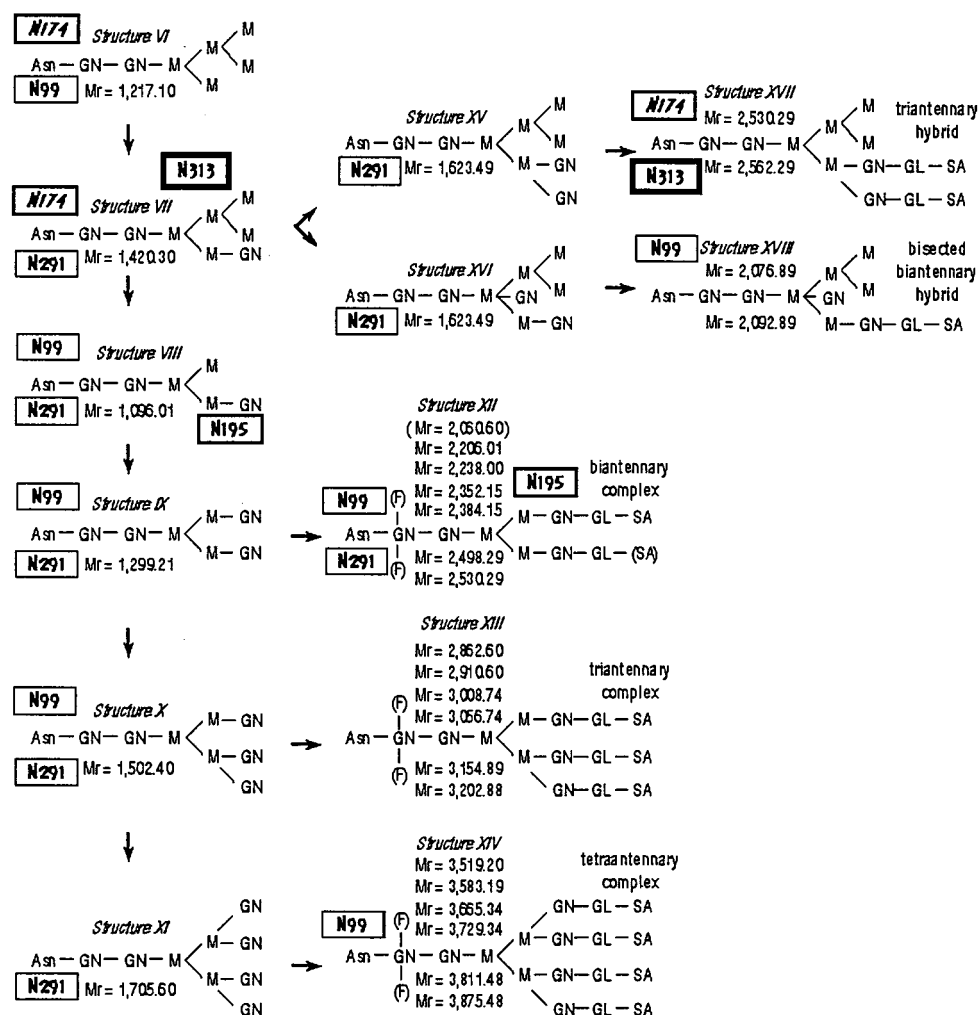 N174 Structure VI M
M
Asn — GN — GN — M M
N99 Mr = 1,217.10 M
N313
N174 Structure VII M
M
Asn — GN — GN — M M
N291 Mr = 1,420.30 M — GN
Structure XV M
M
Asn — GN — GN — M M
N291 Mr = 1,623.49 M — GN
GN
N174 Structure XVII triantennary hybrid
Mr = 2,530.29 M
M
Asn — GN — GN — M M
N313 Mr = 2,562.29 M — GN — GL — SA
GN — GL — SA
Structure XVI M
M
Asn — GN — GN — M GN M
N291 Mr = 1,623.49 M — GN
N99 Structure XVIII bisected biantennary hybrid
Mr = 2,076.89 M
M
Asn — GN — GN — M GN M
Mr = 2,092.89 M — GN — GL — SA
N99 Structure VIII M
Asn — GN — GN — M
N291 Mr = 1,096.01 M — GN
N195
N99 Structure IX M — GN
Asn — GN — GN — M
N291 Mr = 1,299.21 M — GN
Structure XII
(Mr = 2,060.60)
Mr = 2,206.01
Mr = 2,238.00
N195 biantennary complex
N99 (F) Mr = 2,352.15
Mr = 2,384.15 M — GN — GL — SA
Asn — GN — GN — M
N291 (F) Mr = 2,498.29 M — GN — GL — (SA)
Mr = 2,530.29
N99 Structure X M — GN
Asn — GN — GN — M M — GN
N291 Mr = 1,502.40 GN
Structure XIII
Mr = 2,862.60
Mr = 2,910.60 triantennary complex
(F) Mr = 3,008.74
Mr = 3,056.74 M — GN — GL — SA
Asn — GN — GN — M M — GN — GL — SA
(F) Mr = 3,154.89 GN — GL — SA
Mr = 3,202.88
Structure XI GN
M — GN
Asn — GN — GN — M M — GN
N291 Mr = 1,705.60 GN
Structure XIV
Mr = 3,519.20 tetraantennary complex
Mr = 3,583.19
Mr = 3,665.34 GN — GL — SA
N99 (F) Mr = 3,729.34 M — GN — GL — SA
Asn — GN — GN — M M — GN — GL — SA
(F) Mr = 3,811.48 GN — GL — SA
Mr = 3,875.48